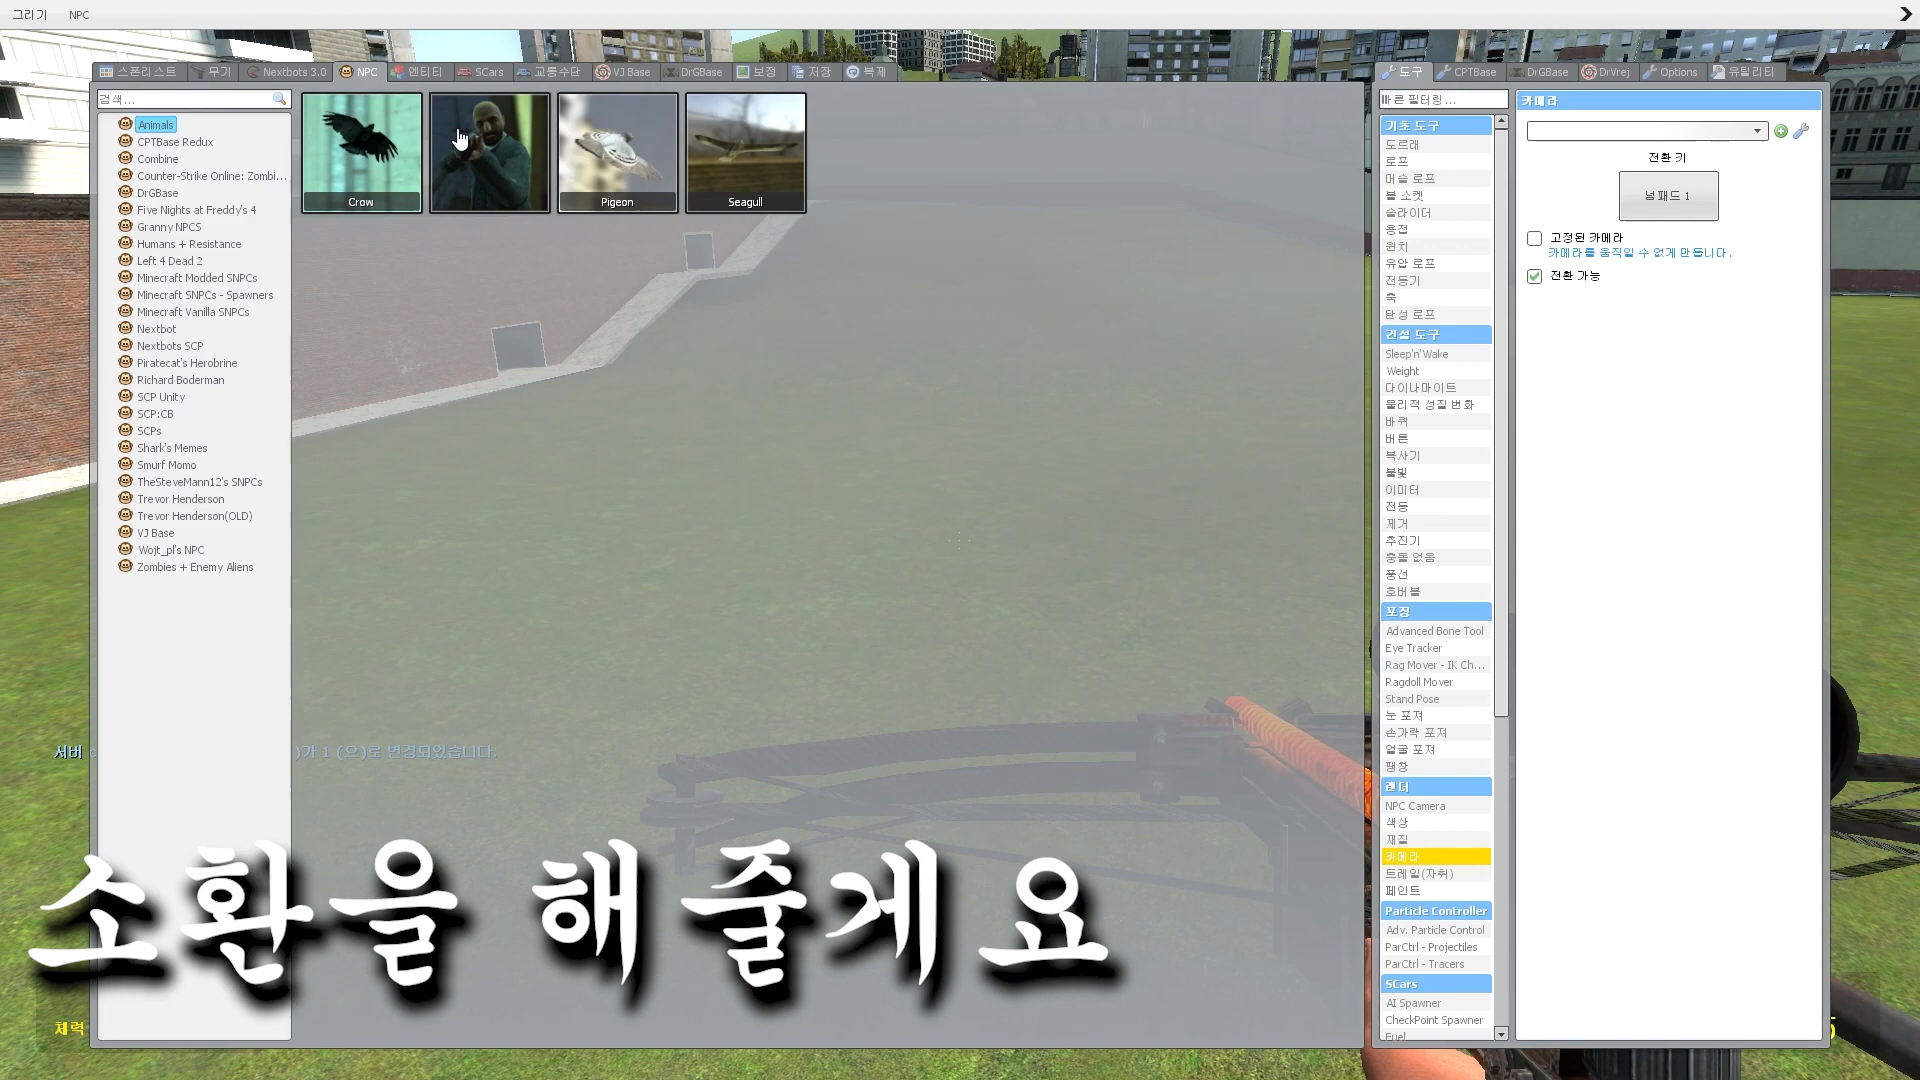 그리기 NPC
스폰리스트 무기 Nextbots 3.0 NPC 엔티티 SCars 고등수단 VJ Base DrGBase 보정 저장 복제
도구 CPTBase DrGBase DrVrej Options 유틸리티
검색...
Animals
CPTBase Redux
Combine
Counter-Strike Online: Zombi...
DrGBase
Five Nights at Freddy's 4
Granny NPCS
Humans + Resistance
Left 4 Dead 2
Minecraft Modded SNPCs
Minecraft SNPCs - Spawners
Minecraft Vanilla SNPCs
Nextbot
Nextbots SCP
Piratecat's Herobrine
Richard Boderman
SCP Unity
SCP:CB
SCPs
Shark's Memes
Smurf Momo
TheSteveMann12's SNPCs
Trevor Henderson
Trevor Henderson(OLD)
VJ Base
Wojt_pl's NPC
Zombies + Enemy Aliens
Crow
Pigeon
Seagull
빠른 필터링...
기초 도구
도르래
로프
머슬 로프
볼 소켓
슬라이더
용접
윈치
유압 로프
전동기
축
탄성 로프
건설 도구
Sleep'n'Wake
Weight
다이나마이트
물리적 성질 변화
바퀴
버튼
복사기
불빛
이미터
전등
제거
추진기
충돌 없음
풍선
호버볼
포징
Advanced Bone Tool
Eye Tracker
Rag Mover - IK Ch...
Ragdoll Mover
Stand Pose
눈 포져
손가락 포져
얼굴 포져
팽창
렌더
NPC Camera
색상
재질
카메라
트레일(자취)
페인트
Particle Controller
Adv. Particle Control
ParCtrl - Projectiles
ParCtrl - Tracers
SCars
AI Spawner
CheckPoint Spawner
Fuel
카메라
전환 키
넘패드 1
고정된 카메라
카메라를 움직일 수 없게 만듭니다.
전환 가능
서버 )가 1 (으)로 변경되었습니다.
소환을 해줄게요
체력